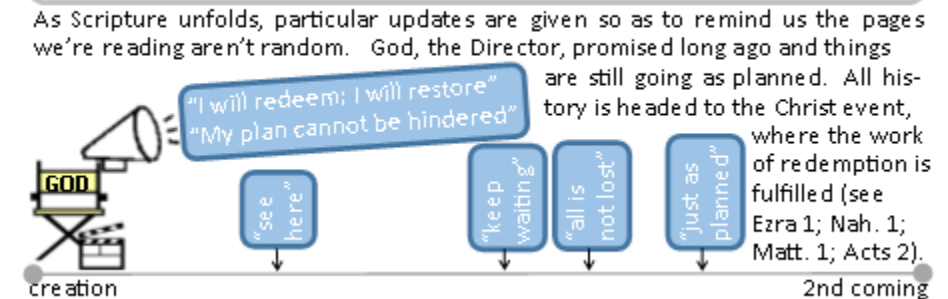 As Scripture unfolds, particular updates are given so as to remind us the pages
we're reading aren't random. God, the Director, promised long ago and things
are still going as planned. All his-
tory is headed to the Christ event,
where the work
of redemption is
fulfilled (see
Ezra 1; Nah. 1;
Matt. 1; Acts 2).
"I will redeem; I will restore"
"My plan cannot be hindered"
GOD
"see
here"
"keep
waiting"
"all is
not lost"
"just as
planned"
creation
2nd coming